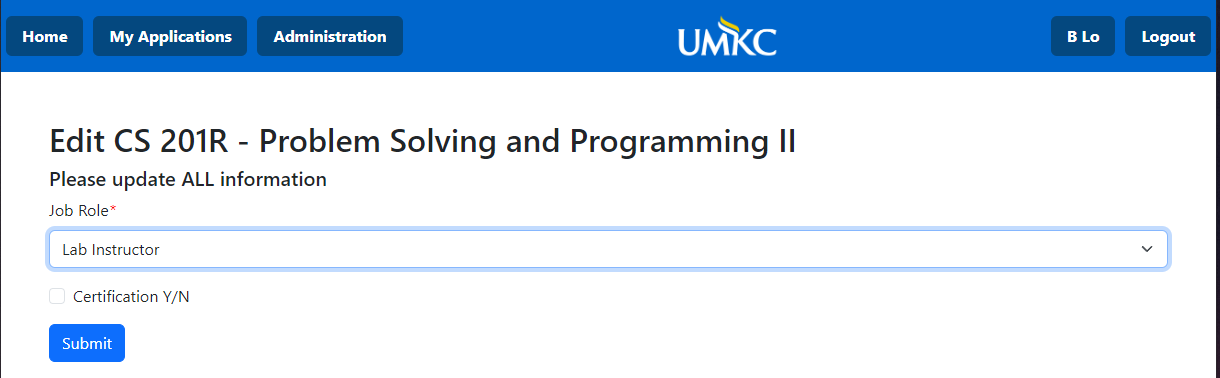 Home My Applications Administration UMKC B Lo Logout
Edit CS 201R - Problem Solving and Programming II
Please update ALL information
Job Role*
Lab Instructor
Certification Y/N
Submit